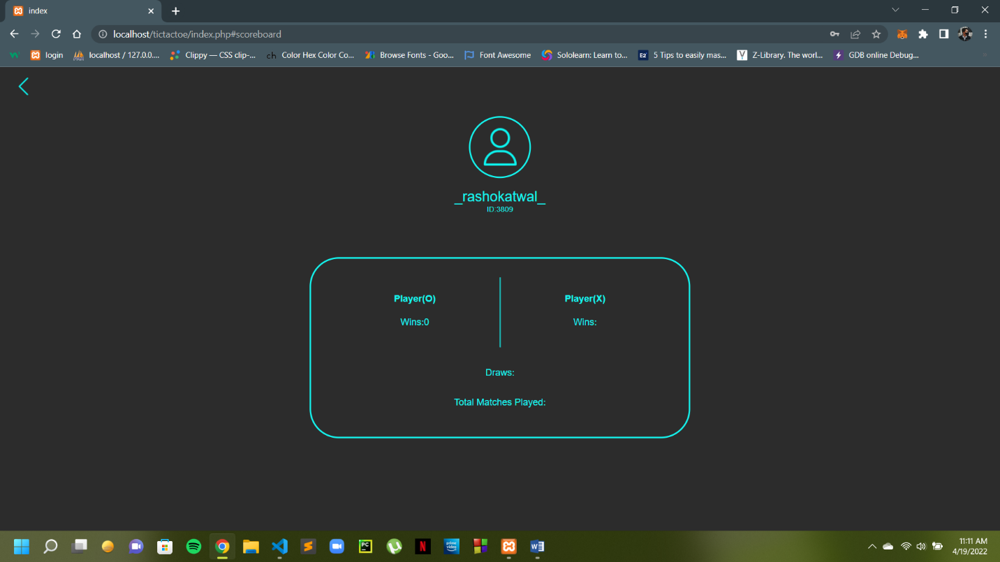 index
localhost/tictactoe/index.php#scoreboard
login
localhost / 127.0.0....
Clippy — CSS clip-...
ch Color Hex Color Co...
Browse Fonts - Goo...
Font Awesome
Sololearn: Learn to...
5 Tips to easily mas...
Z-Library. The worl...
GDB online Debug...
_rashokatwal_
ID:3809
Player(O) Player(X)
Wins:0 Wins:
Draws:
Total Matches Played:
11:11 AM
4/19/2022